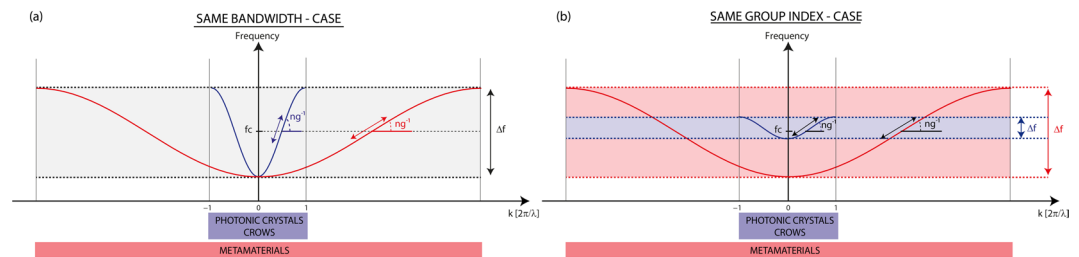 (a)
SAME BANDWIDTH - CASE
Frequency
fc
ng⁻¹
ng⁻¹
Δf
−1
0
1
k [2π/λ]
PHOTONIC CRYSTALS
CROWS
METAMATERIALS
(b)
SAME GROUP INDEX - CASE
Frequency
fc
ng⁻¹
ng⁻¹
Δf
Δf
−1
0
1
k [2π/λ]
PHOTONIC CRYSTALS
CROWS
METAMATERIALS